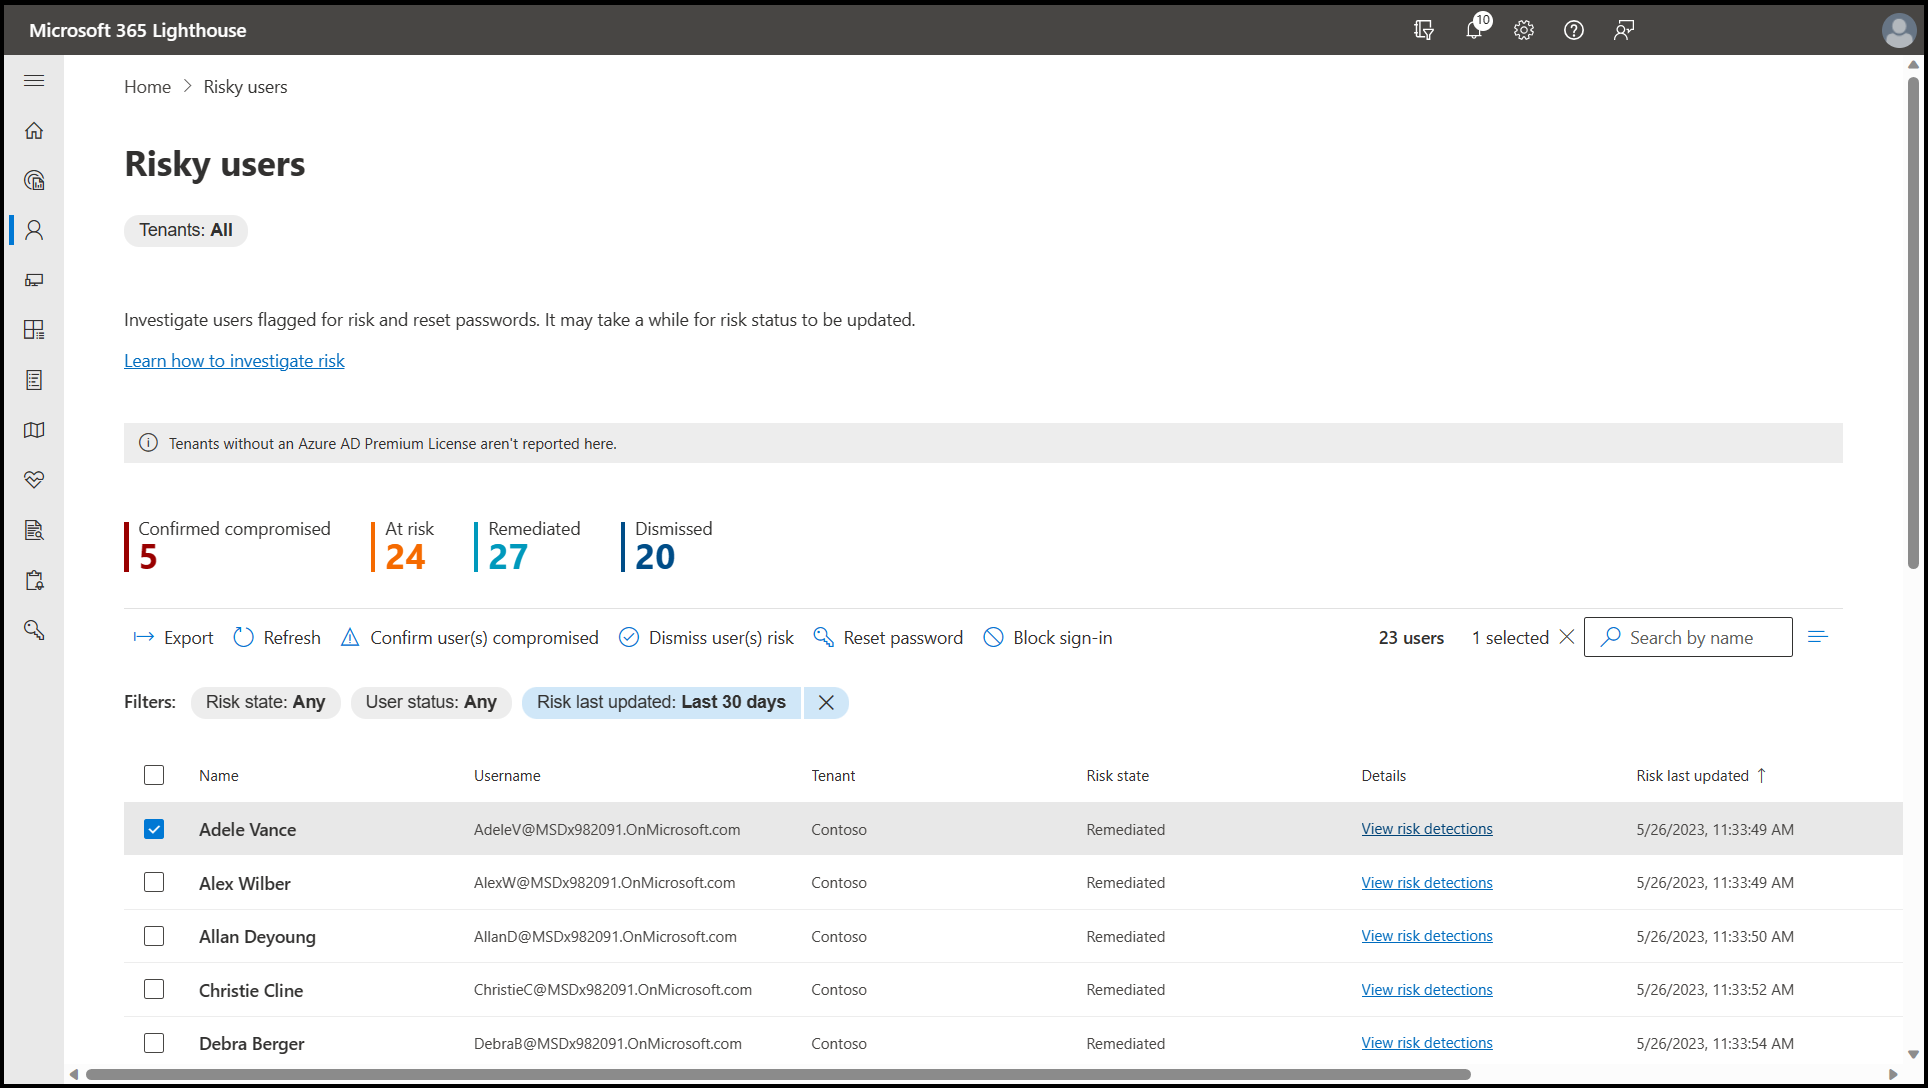 Microsoft 365 Lighthouse
10
Home > Risky users
Risky users
Tenants: All
Investigate users flagged for risk and reset passwords. It may take a while for risk status to be updated.
Learn how to investigate risk
Tenants without an Azure AD Premium License aren't reported here.
Confirmed compromised At risk Remediated Dismissed
5 24 27 20
Export Refresh Confirm user(s) compromised Dismiss user(s) risk Reset password Block sign-in 23 users 1 selected Search by name
Filters: Risk state: Any User status: Any Risk last updated: Last 30 days
Name Username Tenant Risk state Details Risk last updated ↑
Adele Vance AdeleV@MSDx982091.OnMicrosoft.com Contoso Remediated View risk detections 5/26/2023, 11:33:49 AM
Alex Wilber AlexW@MSDx982091.OnMicrosoft.com Contoso Remediated View risk detections 5/26/2023, 11:33:49 AM
Allan Deyoung AllanD@MSDx982091.OnMicrosoft.com Contoso Remediated View risk detections 5/26/2023, 11:33:50 AM
Christie Cline ChristieC@MSDx982091.OnMicrosoft.com Contoso Remediated View risk detections 5/26/2023, 11:33:52 AM
Debra Berger DebraB@MSDx982091.OnMicrosoft.com Contoso Remediated View risk detections 5/26/2023, 11:33:54 AM